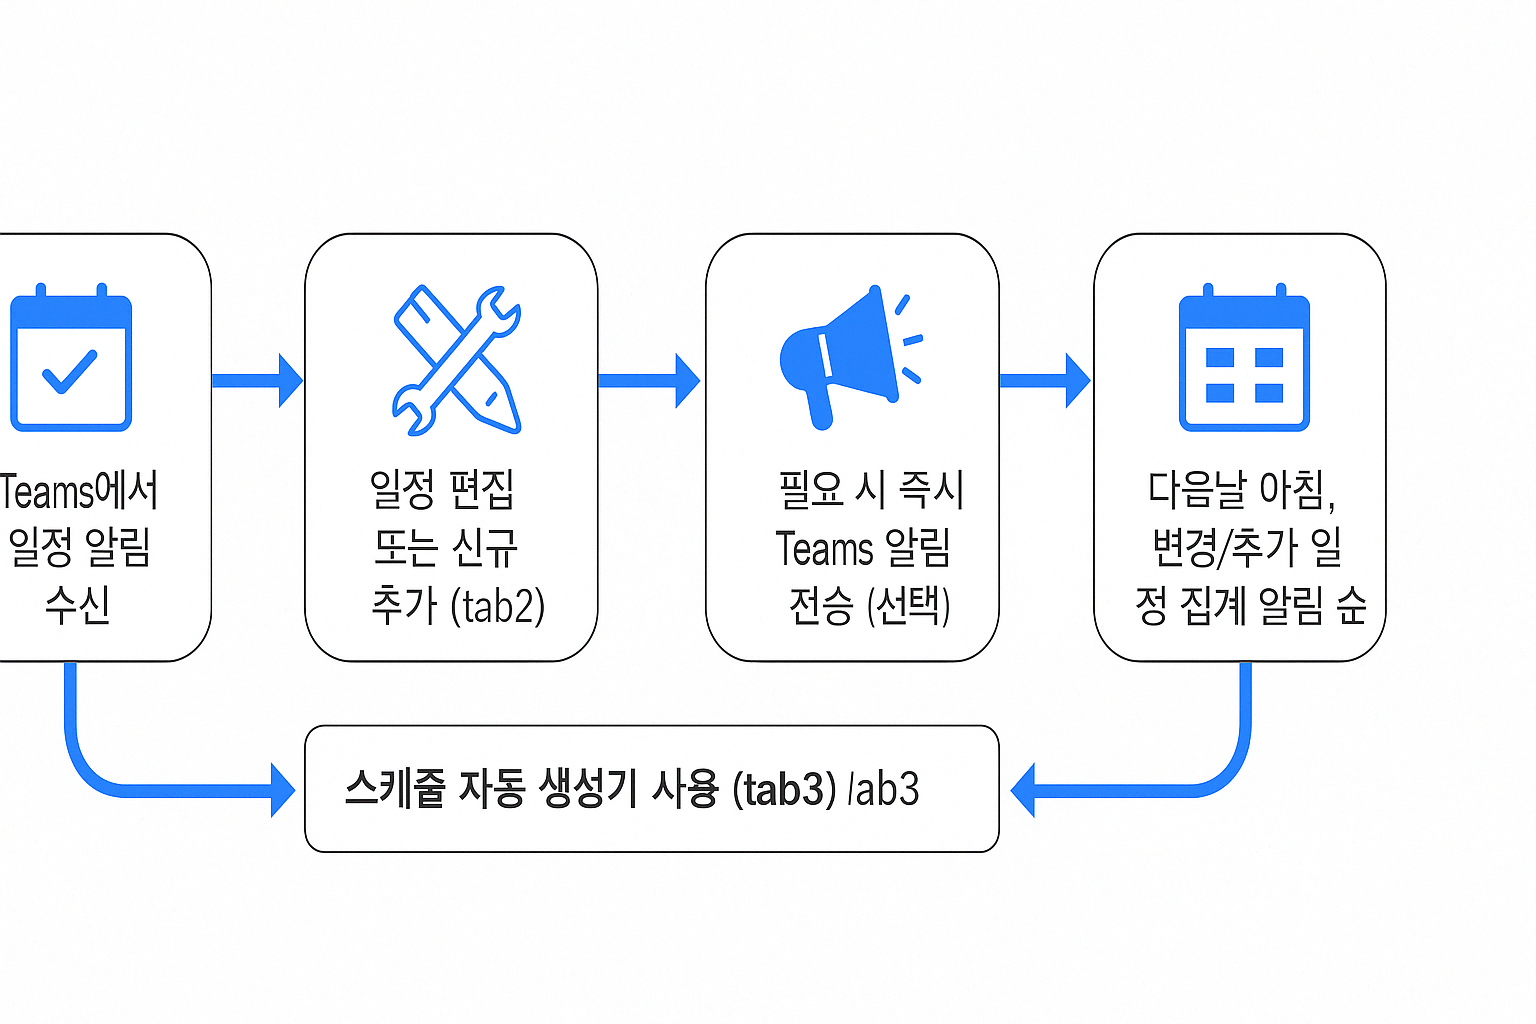 Teams에서
일정 알림
수신
일정 편집
또는 신규
추가 (tab2)
필요 시 즉시
Teams 알림
전승 (선택)
다음날 아침,
변경/추가 일
정 집계 알림 순
스캐줄 자동 생성기 사용 (tab3) /ab3